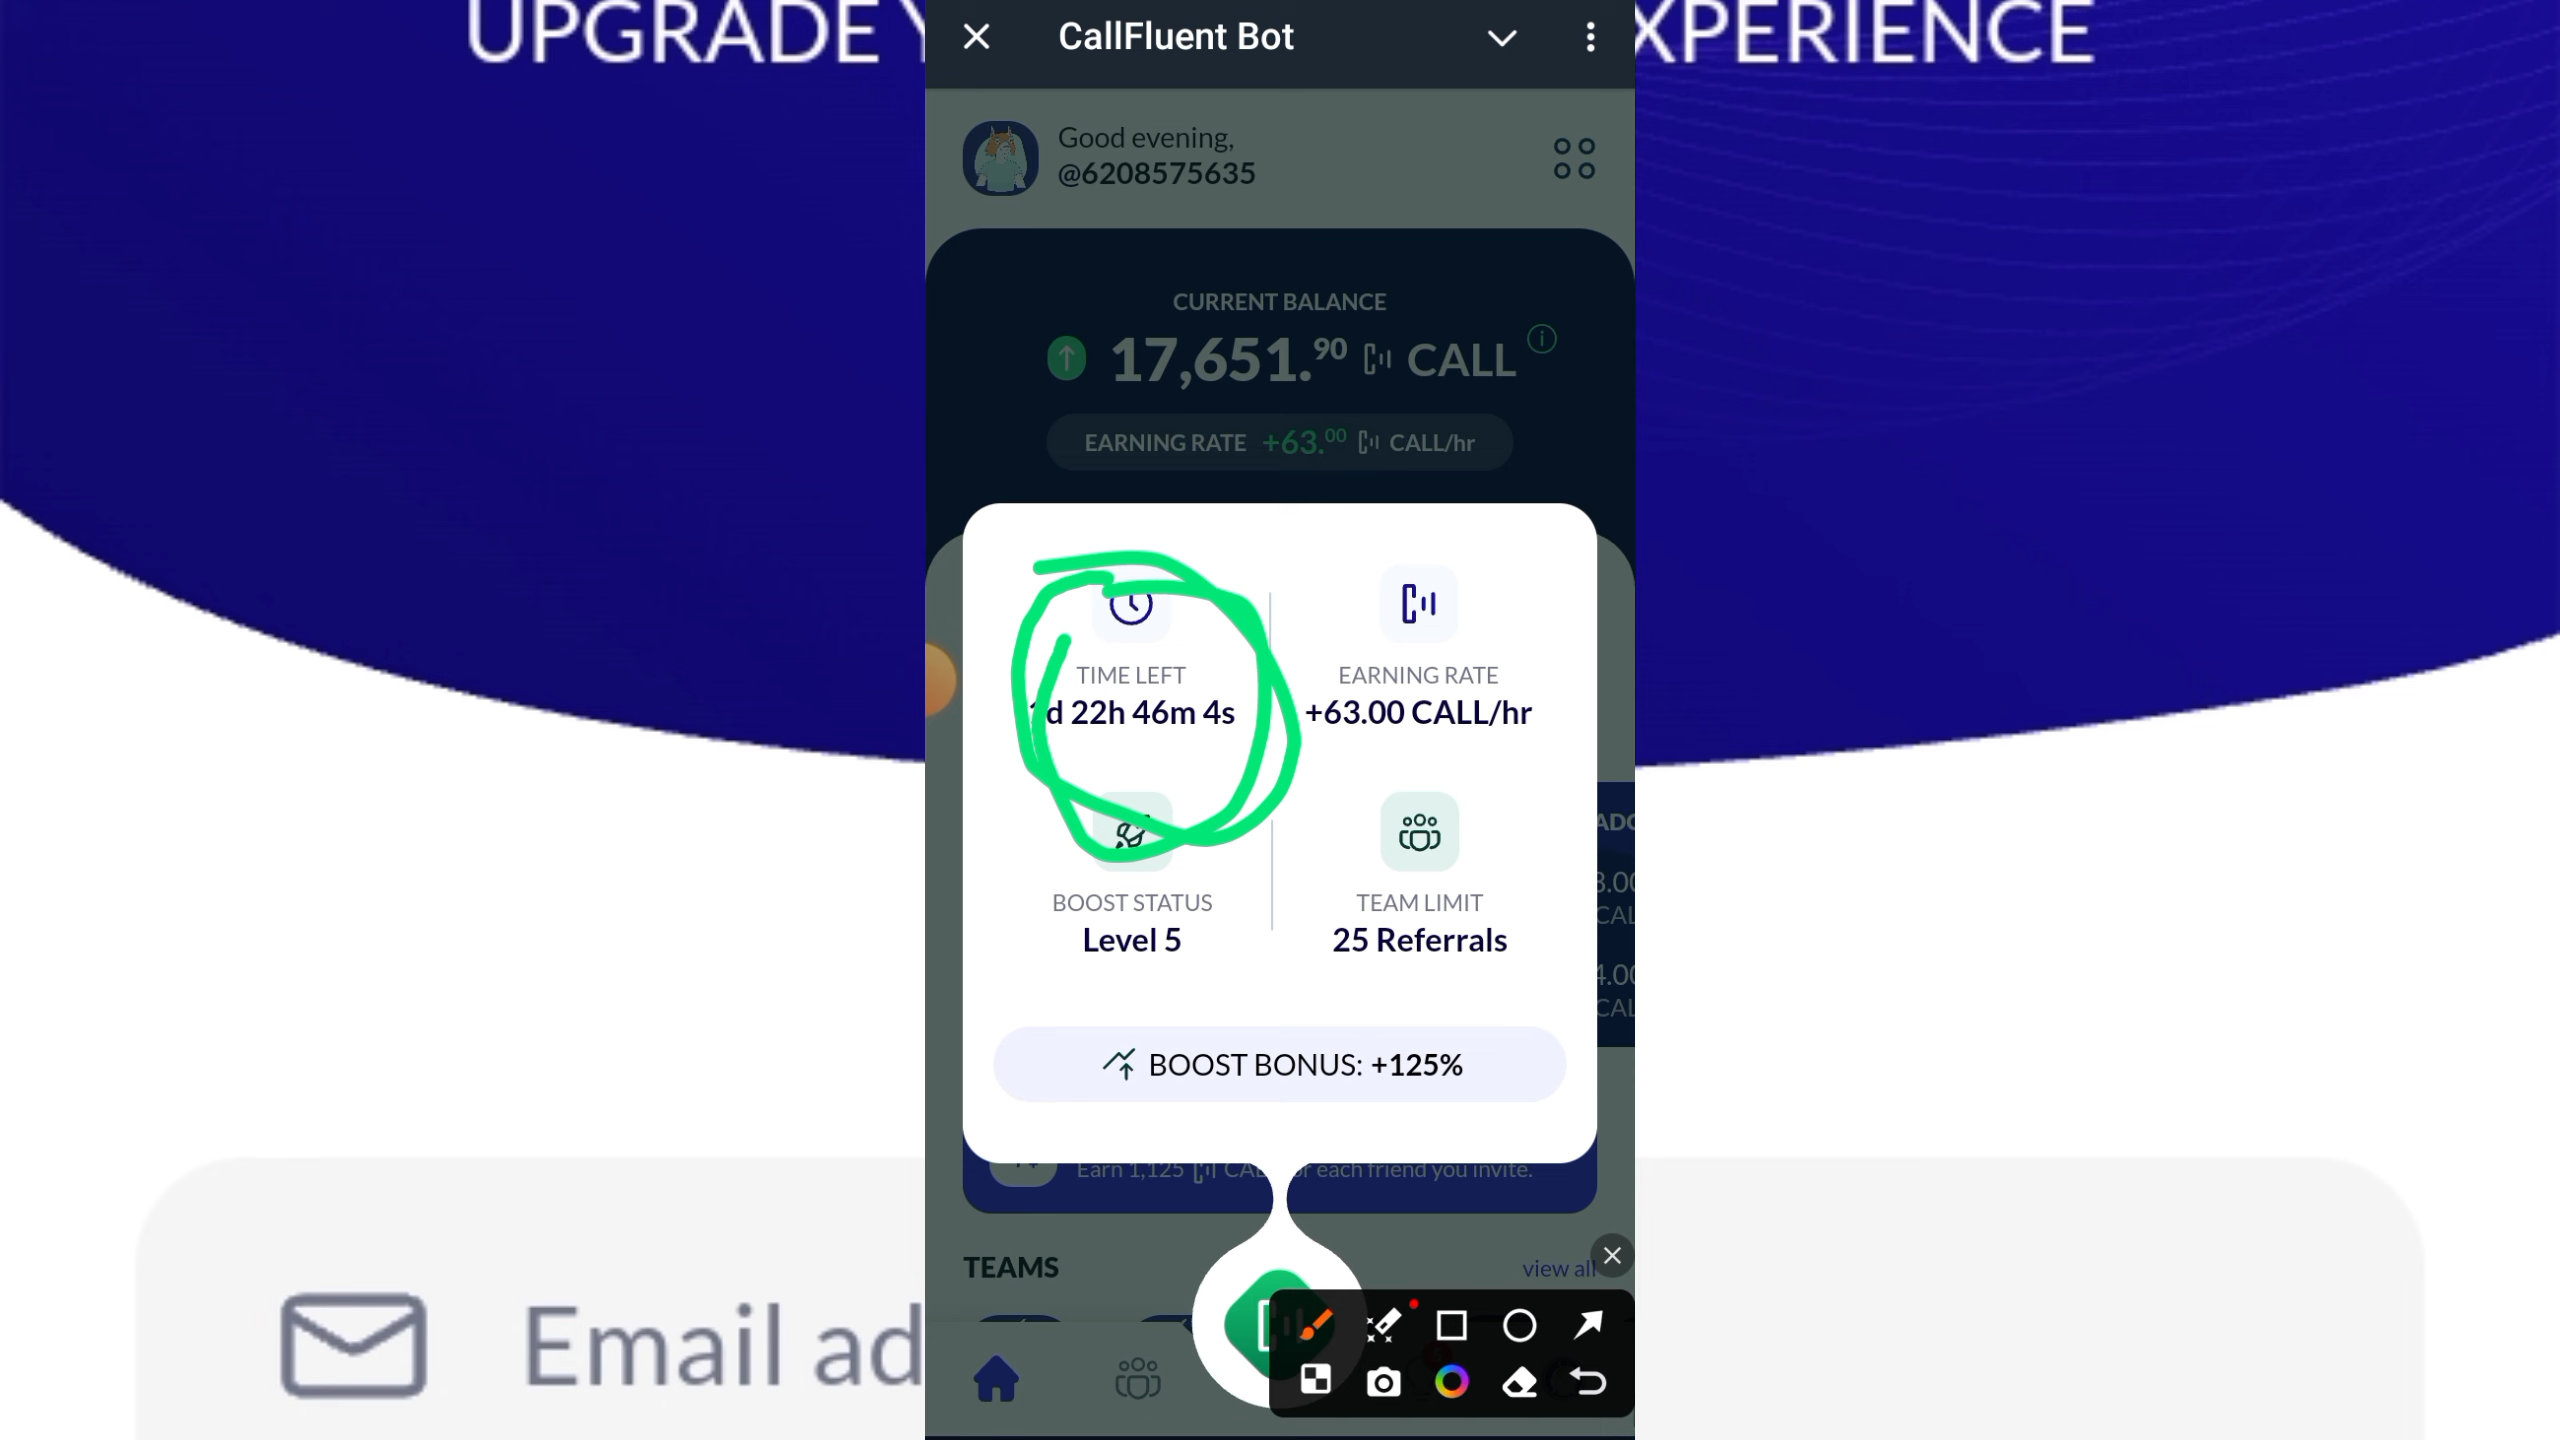 UPGRADE
XPERIENCE
CallFluent Bot
Good evening,
@6208575635
CURRENT BALANCE
17,651.90 CALL
EARNING RATE +63.00 CALL/hr
TIME LEFT
d 22h 46m 4s
EARNING RATE
+63.00 CALL/hr
BOOST STATUS
Level 5
TEAM LIMIT
25 Referrals
BOOST BONUS: +125%
Earn 1,125 each friend you invite.
TEAMS
view all
Email ad